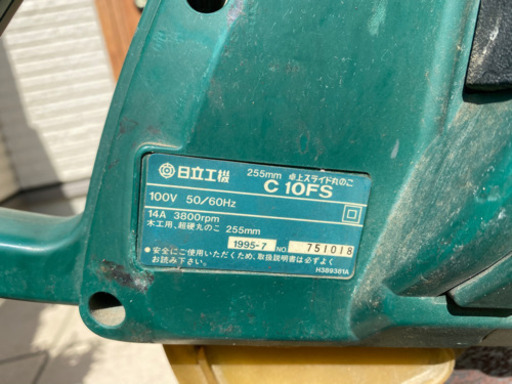 日立工機 255mm 卓上スライド丸のこ
C 10FS
100V 50/60Hz
14A 3800rpm
木工用、超硬丸のこ 255mm
1995-7 NO 751018
●安全にご使用いただくため、取扱説明書は必ずよく
お読み下さい。
H389381A